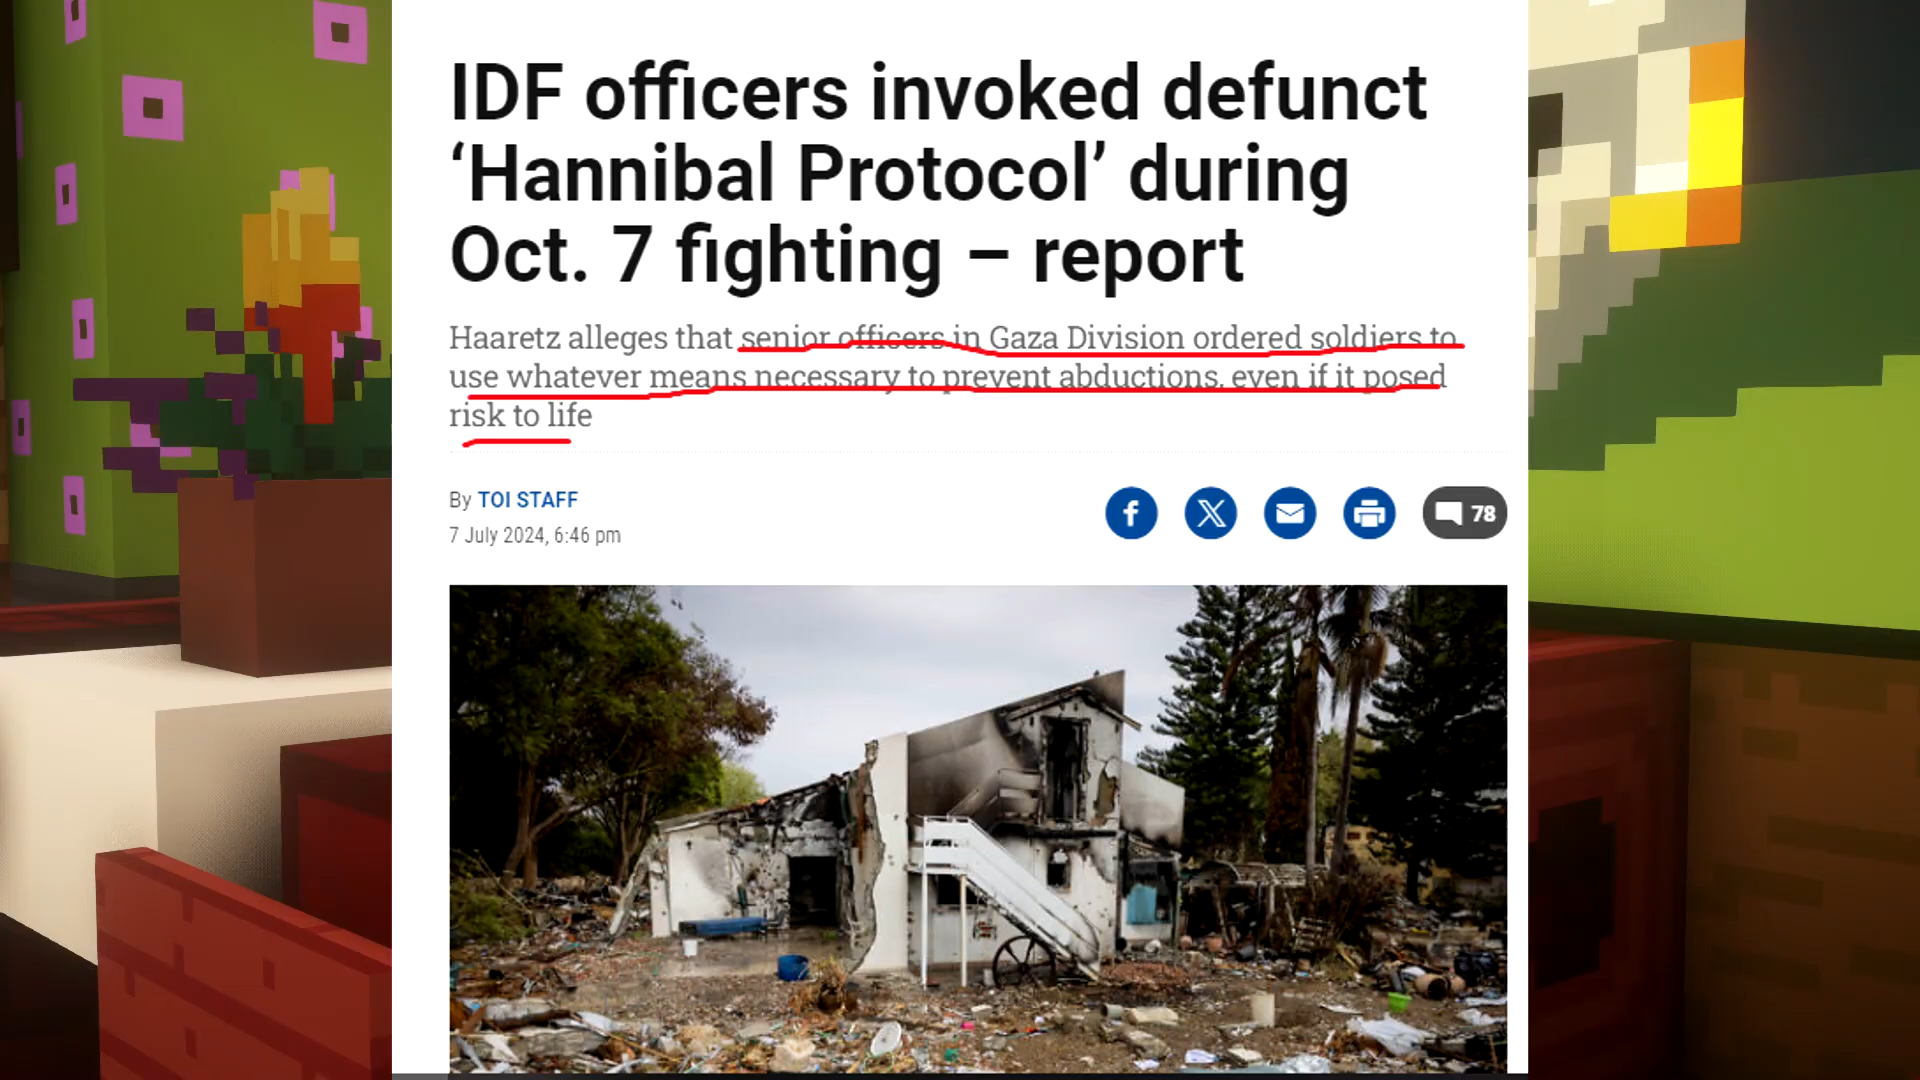 IDF officers invoked defunct
‘Hannibal Protocol’ during
Oct. 7 fighting – report
Haaretz alleges that senior officers in Gaza Division ordered soldiers to
use whatever means necessary to prevent abductions, even if it posed
risk to life
By TOI STAFF
7 July 2024, 6:46 pm
78